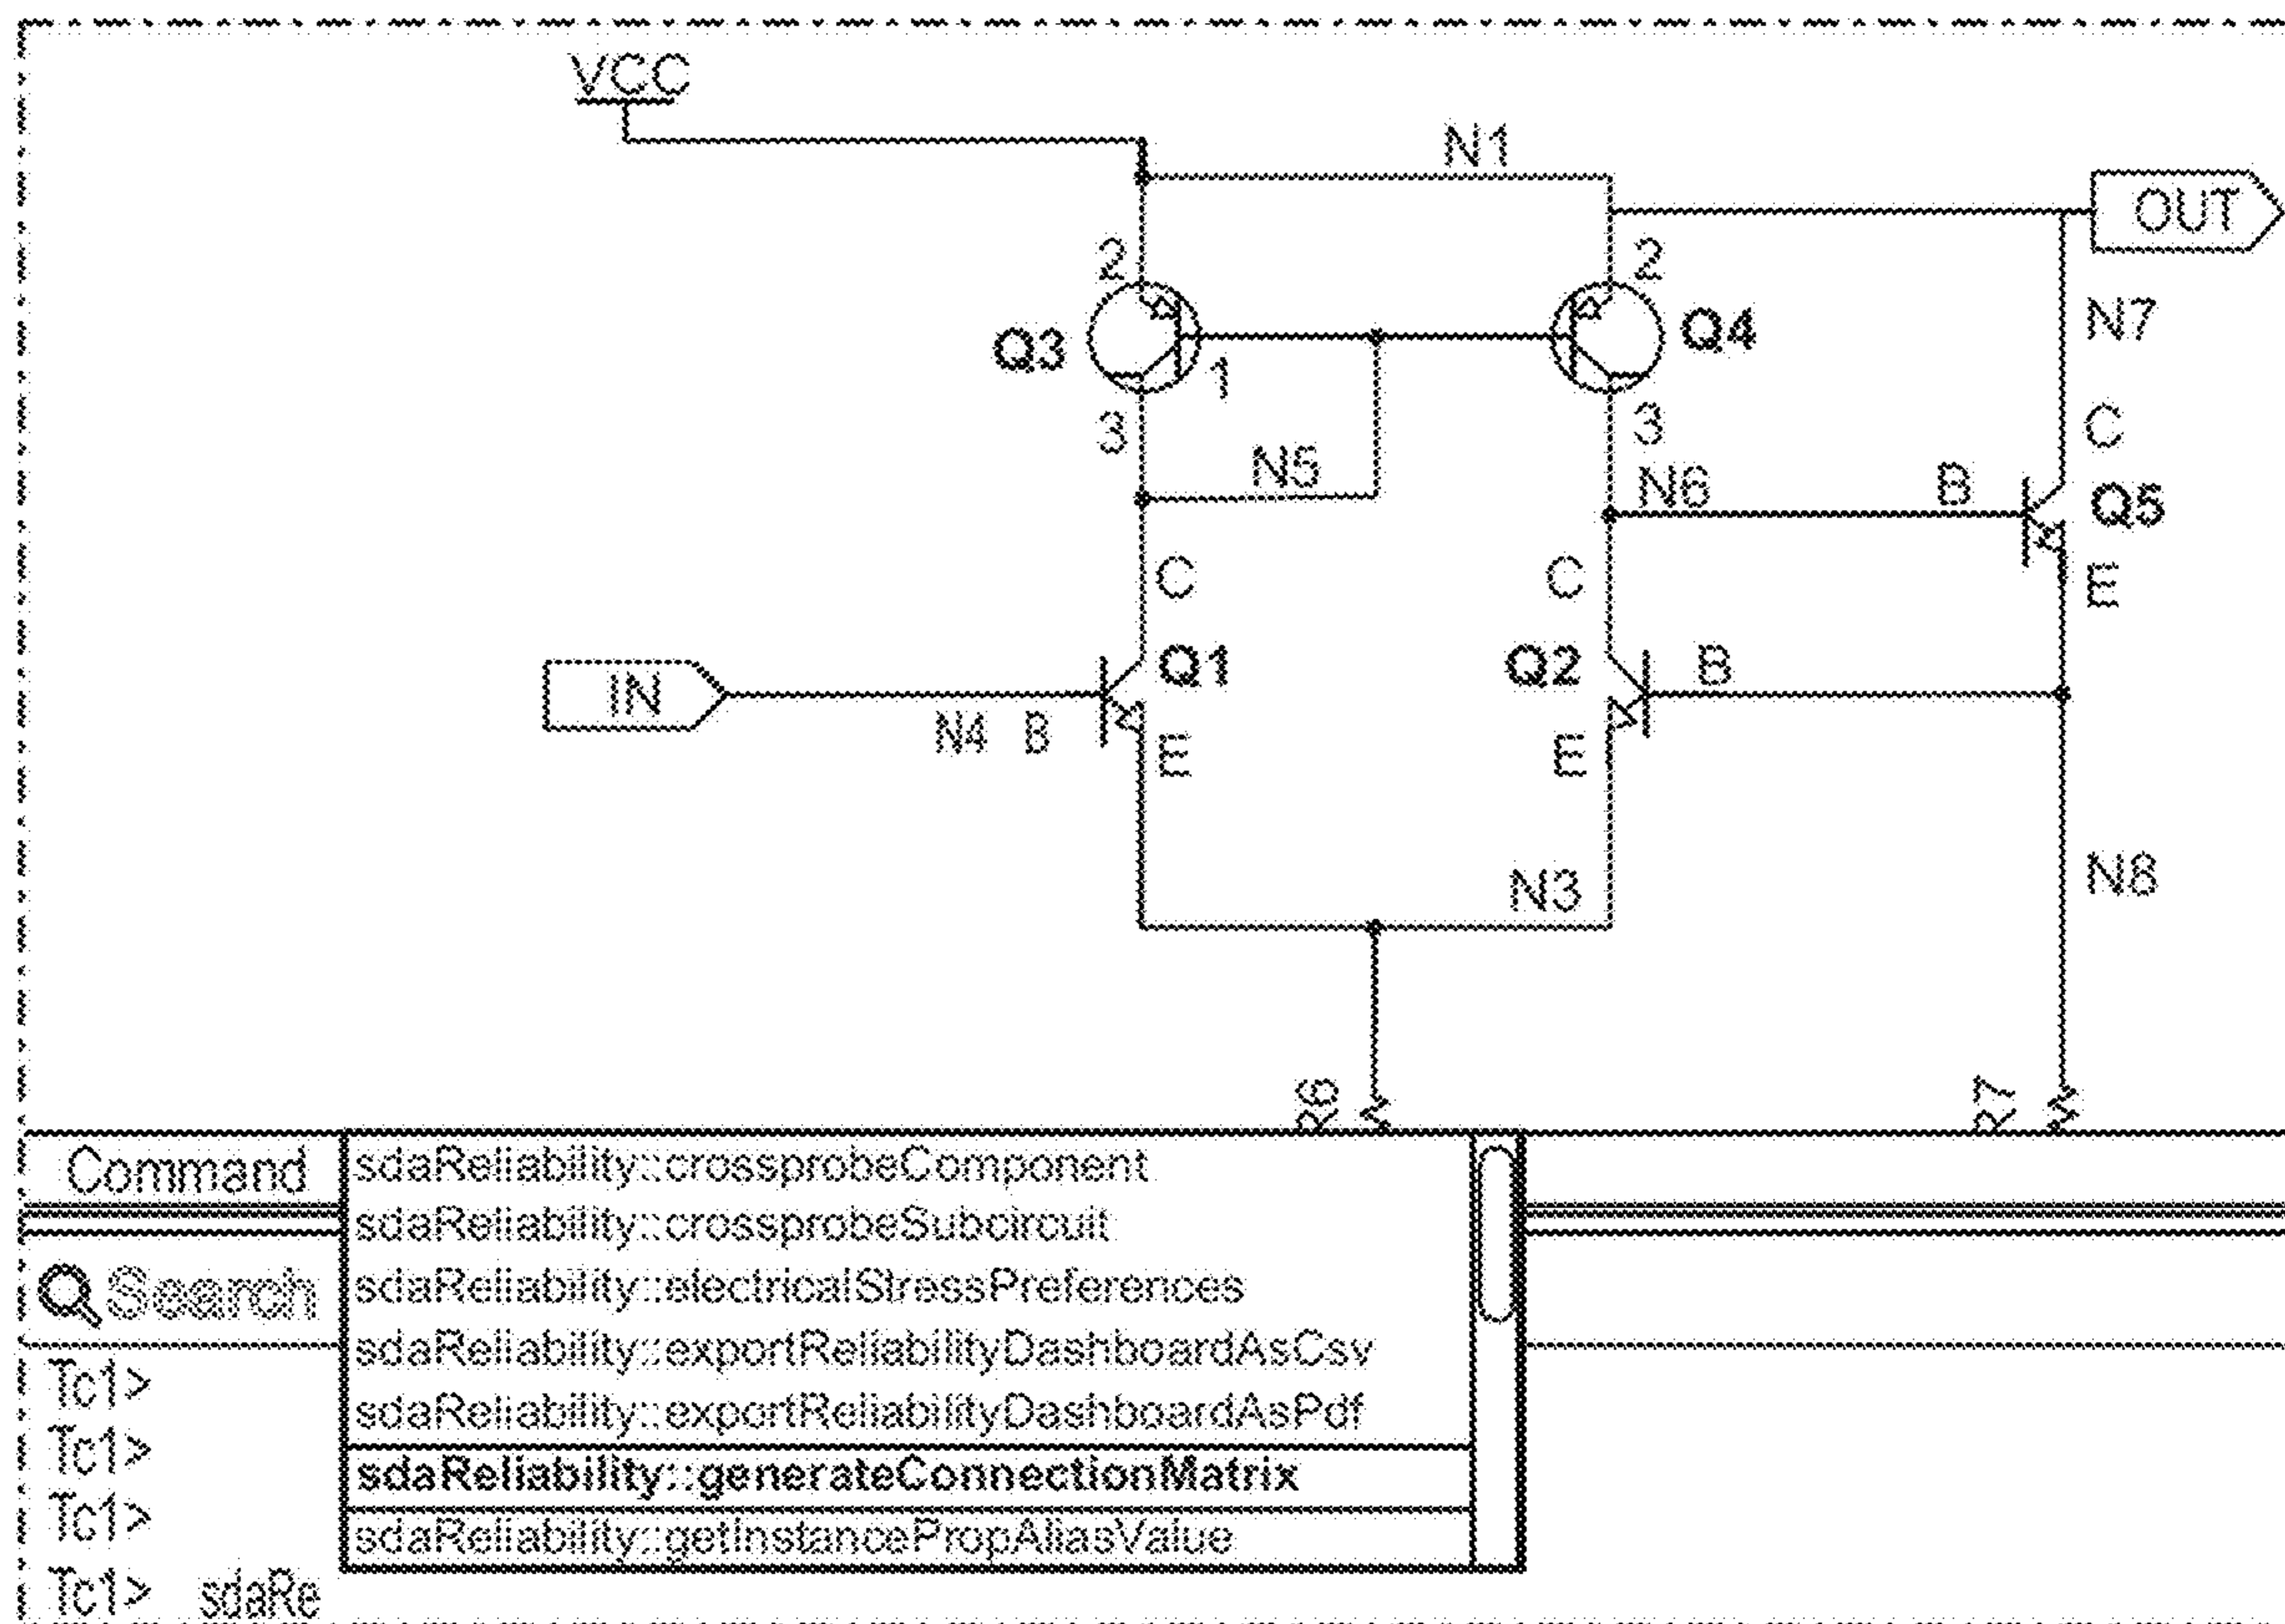 VCC
N1
OUT
2
2
N7
Q3
Q4
1
C
3
3
N5
N6
B
Q5
C
C
E
IN
Q1
Q2
B
N4 B
E
E
N3
N8
R6
R7
Command
sdaReliability::crossprobeComponent
sdaReliability::crossprobeSubcircuit
Search
sdaReliability::electricalStressPreferences
sdaReliability::exportReliabilityDashboardAsCsv
Tc1>
sdaReliability::exportReliabilityDashboardAsPdf
Tc1>
sdaReliability::generateConnectionMatrix
Tc1>
sdaReliability::getInstancePropAliasValue
Tc1> sdaRe